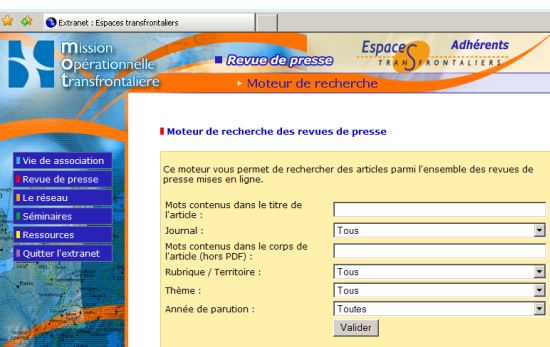 Extranet : Espaces transfrontaliers
mission
Opérationnelle
transfrontalière
Revue de presse
Espaces Adhérents
TRANSFRONTALIERS
Moteur de recherche
Moteur de recherche des revues de presse
Vie de association
Revue de presse
Le réseau
Séminaires
Ressources
Quitter l'extranet
Ce moteur vous permet de rechercher des articles parmi l'ensemble des revues de
presse mises en ligne.
Mots contenus dans le titre de
l'article :
Journal : Tous
Mots contenus dans le corps de
l'article (hors PDF) :
Rubrique / Territoire : Tous
Thème : Tous
Année de parution : Toutes
Valider
Paris